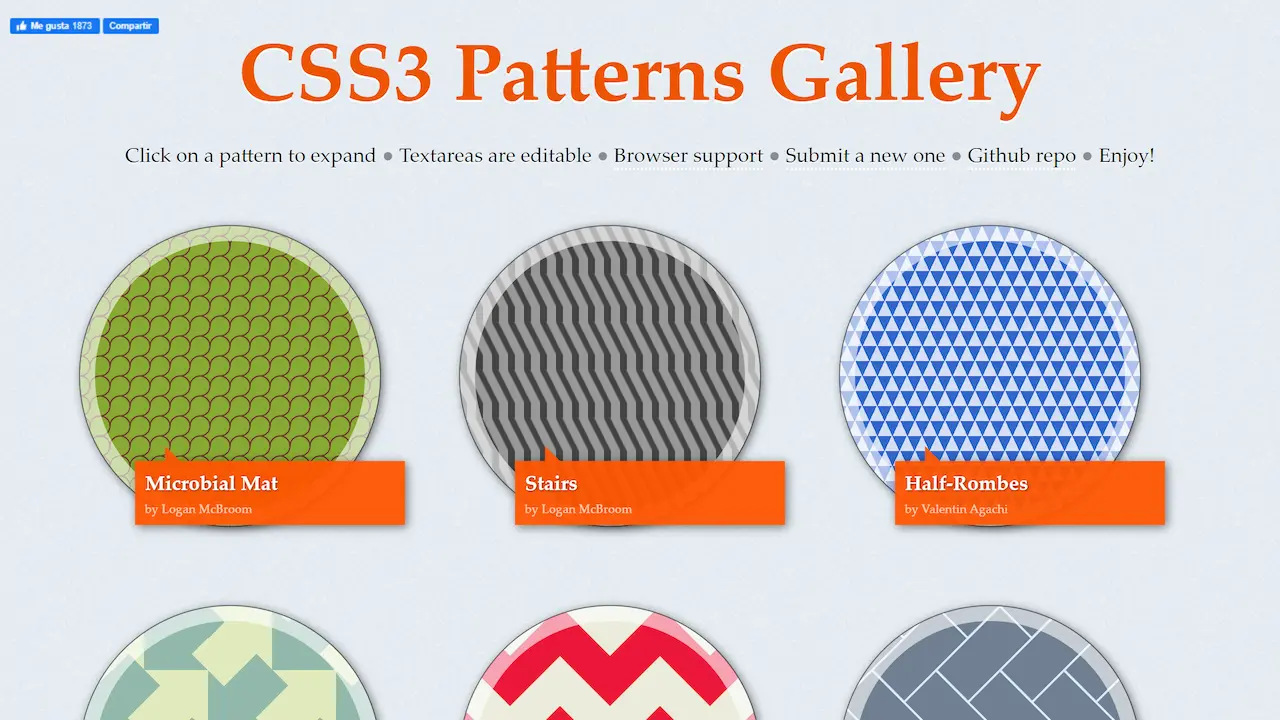 Me gusta 1873 Compartir
CSS3 Patterns Gallery
Click on a pattern to expand ● Textareas are editable ● Browser support ● Submit a new one ● Github repo ● Enjoy!
Microbial Mat
by Logan McBroom
Stairs
by Logan McBroom
Half-Rombes
by Valentin Agachi